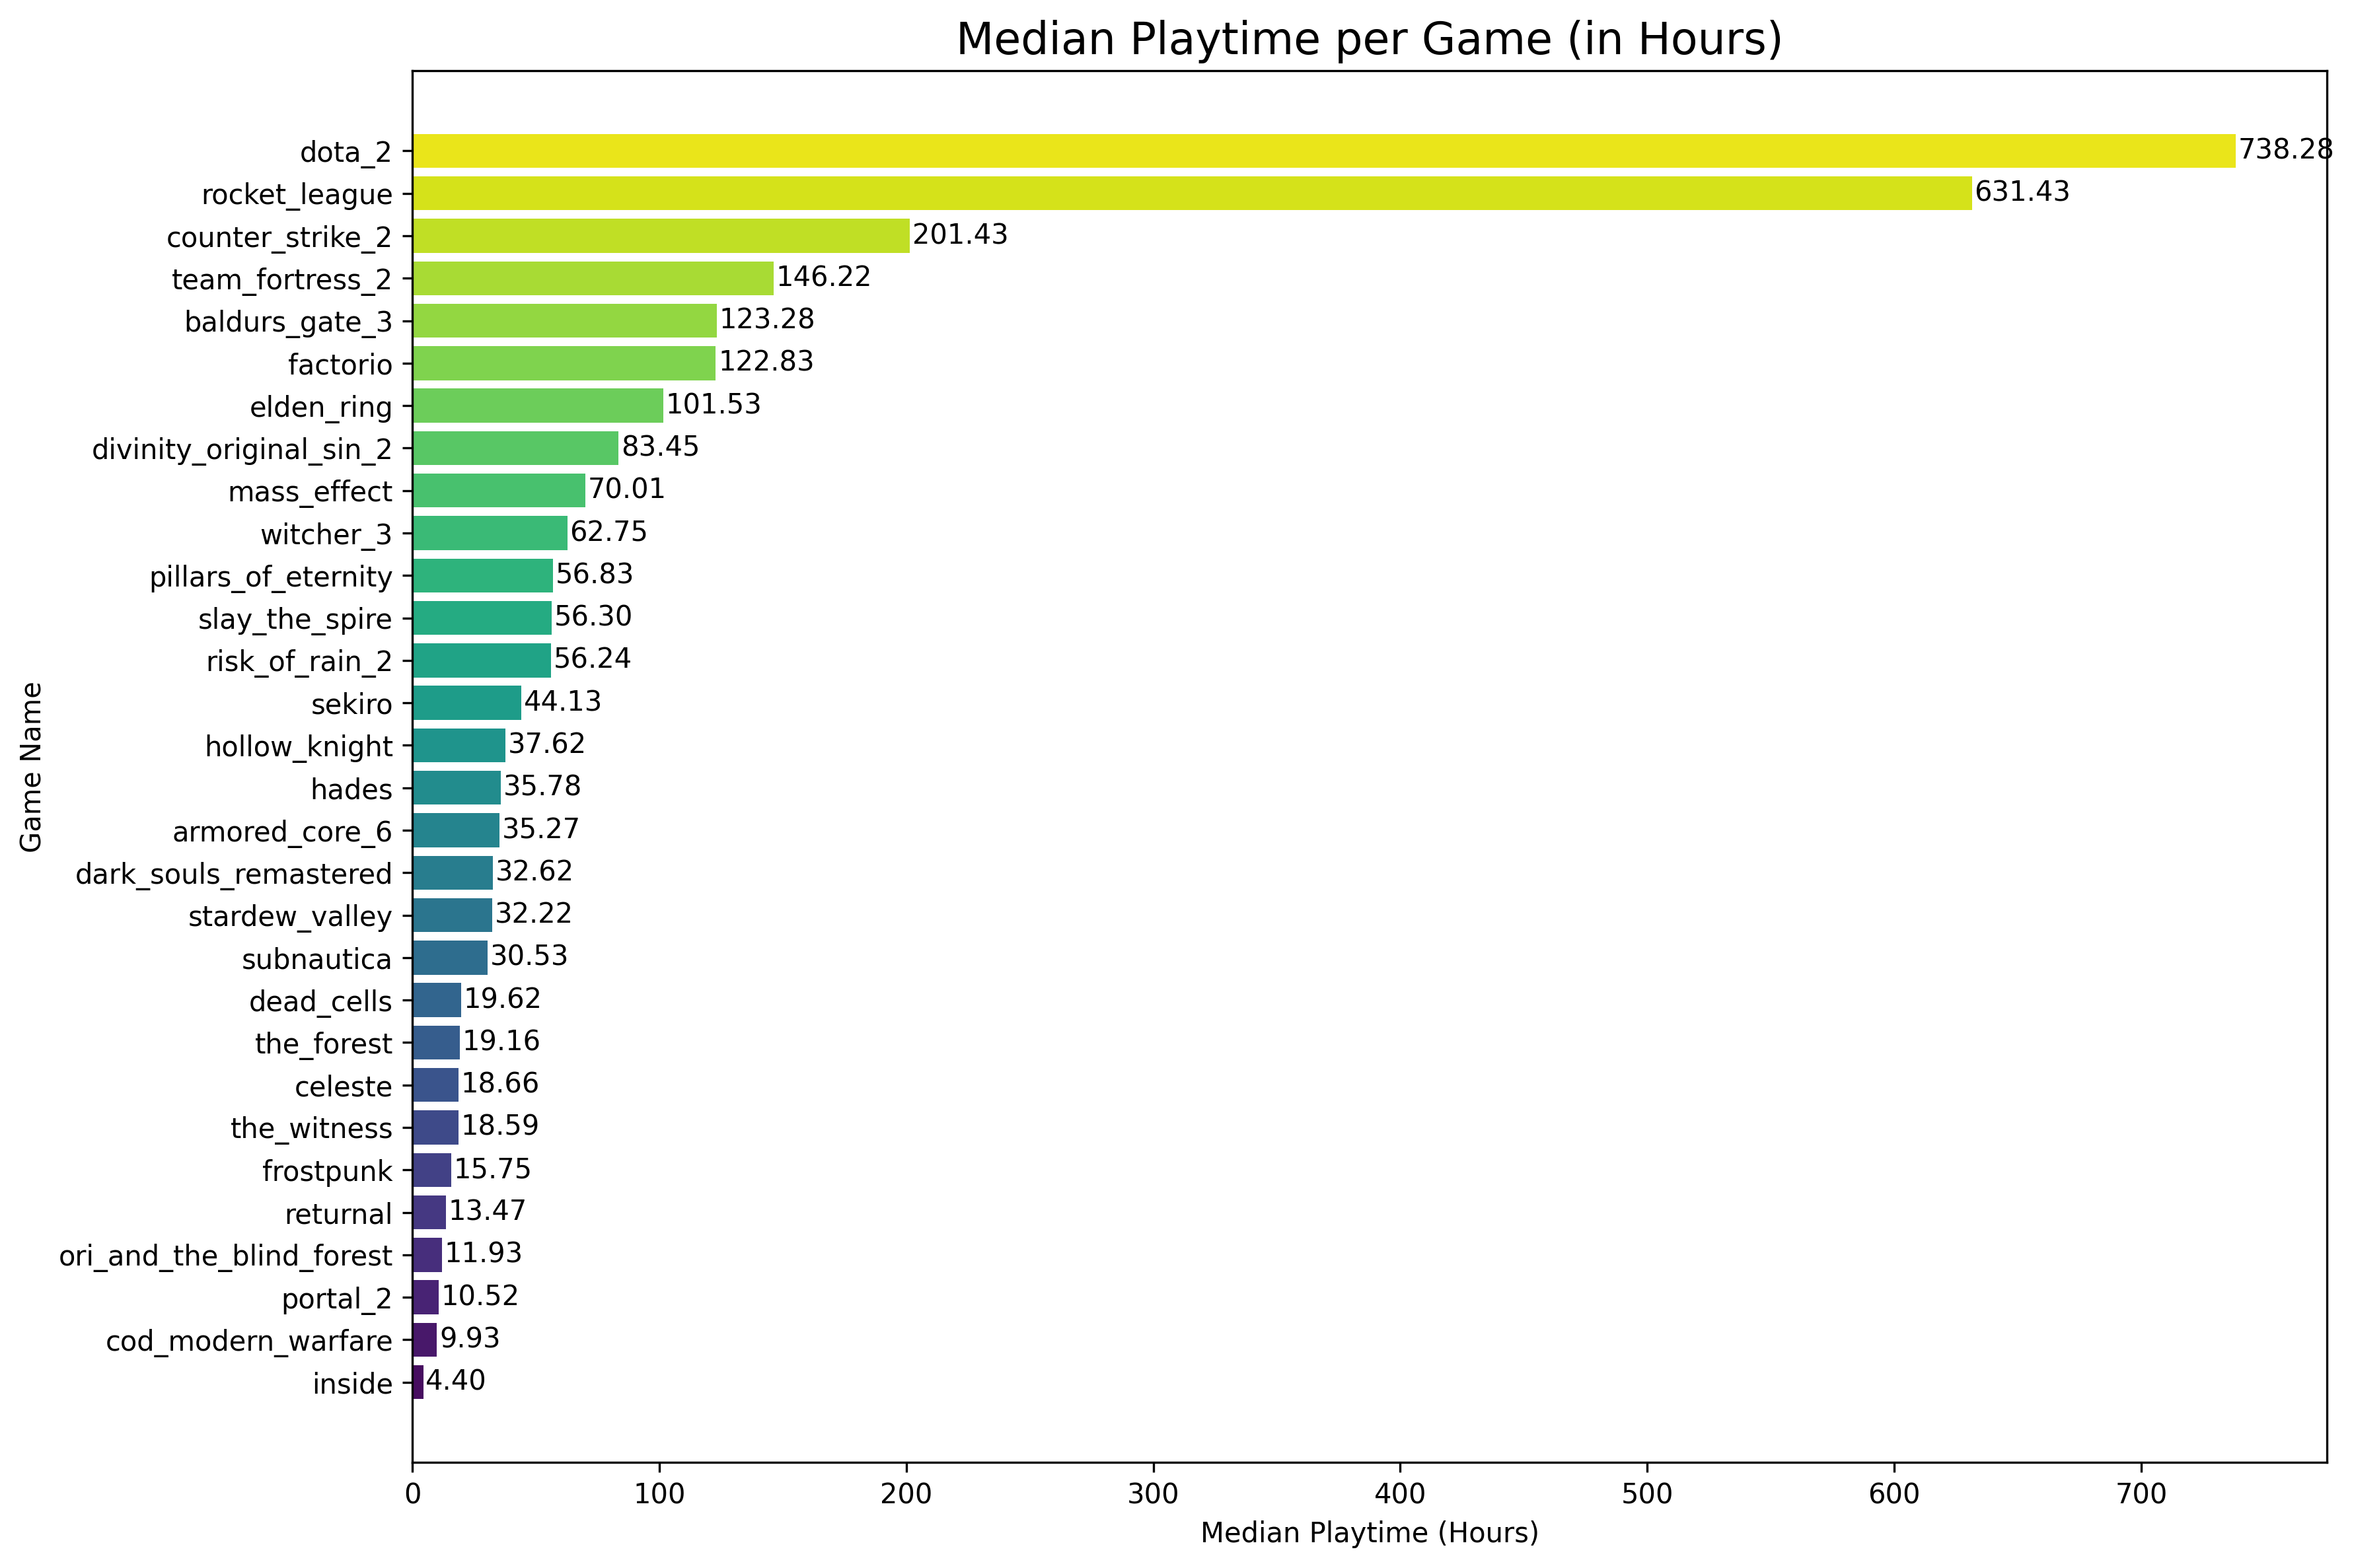 Median Playtime per Game (in Hours)
dota_2 738.28
rocket_league 631.43
counter_strike_2 201.43
team_fortress_2 146.22
baldurs_gate_3 123.28
factorio 122.83
elden_ring 101.53
divinity_original_sin_2 83.45
mass_effect 70.01
witcher_3 62.75
pillars_of_eternity 56.83
slay_the_spire 56.30
risk_of_rain_2 56.24
sekiro 44.13
hollow_knight 37.62
hades 35.78
armored_core_6 35.27
dark_souls_remastered 32.62
stardew_valley 32.22
subnautica 30.53
dead_cells 19.62
the_forest 19.16
celeste 18.66
the_witness 18.59
frostpunk 15.75
returnal 13.47
ori_and_the_blind_forest 11.93
portal_2 10.52
cod_modern_warfare 9.93
inside 4.40
Game Name
0 100 200 300 400 500 600 700
Median Playtime (Hours)